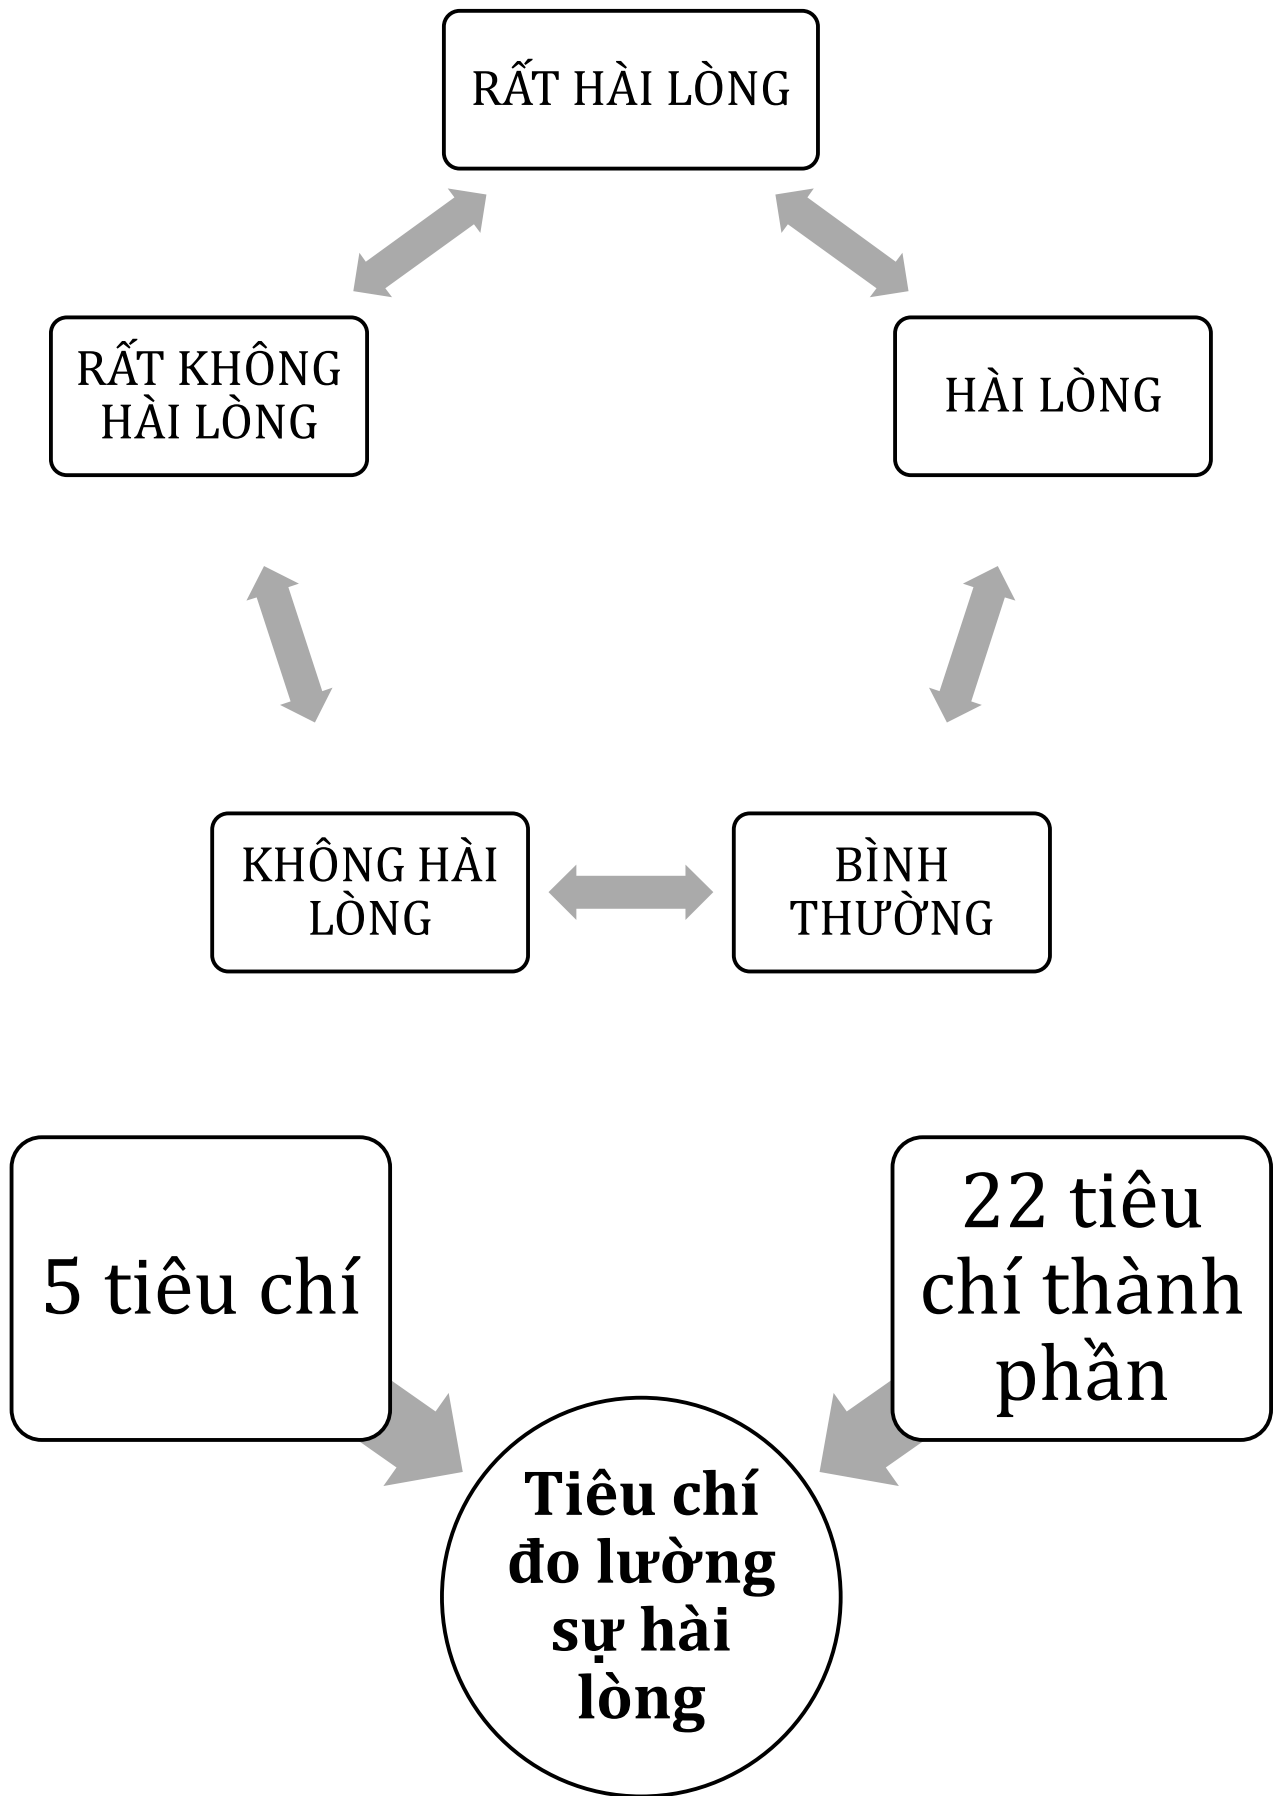 RẤT HÀI LÒNG
RẤT KHÔNG
HÀI LÒNG
HÀI LÒNG
KHÔNG HÀI
LÒNG
BÌNH
THƯỜNG
5 tiêu chí
22 tiêu
chí thành
phần
Tiêu chí
đo lường
sự hài
lòng